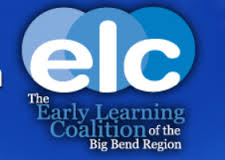 elc
The
Early Learning
Coalition of the
Big Bend Region